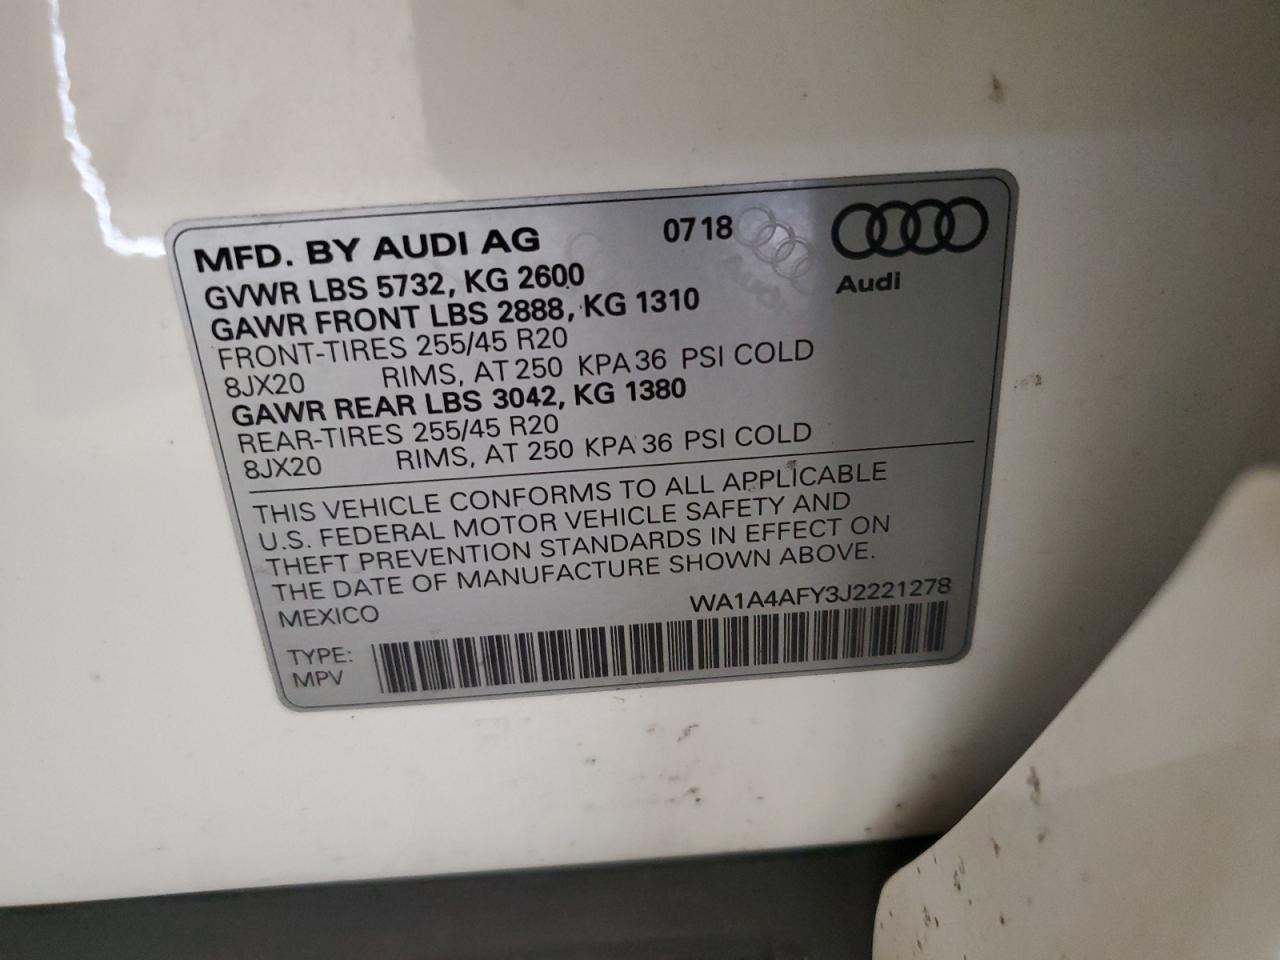 MFD. BY AUDI AG 0718
Audi
GVWR LBS 5732, KG 2600
GAWR FRONT LBS 2888, KG 1310
FRONT-TIRES 255/45 R20
8JX20 RIMS, AT 250 KPA 36 PSI COLD
GAWR REAR LBS 3042, KG 1380
REAR-TIRES 255/45 R20
8JX20 RIMS, AT 250 KPA 36 PSI COLD
THIS VEHICLE CONFORMS TO ALL APPLICABLE
U.S. FEDERAL MOTOR VEHICLE SAFETY AND
THEFT PREVENTION STANDARDS IN EFFECT ON
THE DATE OF MANUFACTURE SHOWN ABOVE.
MEXICO WA1A4AFY3J2221278
TYPE:
MPV